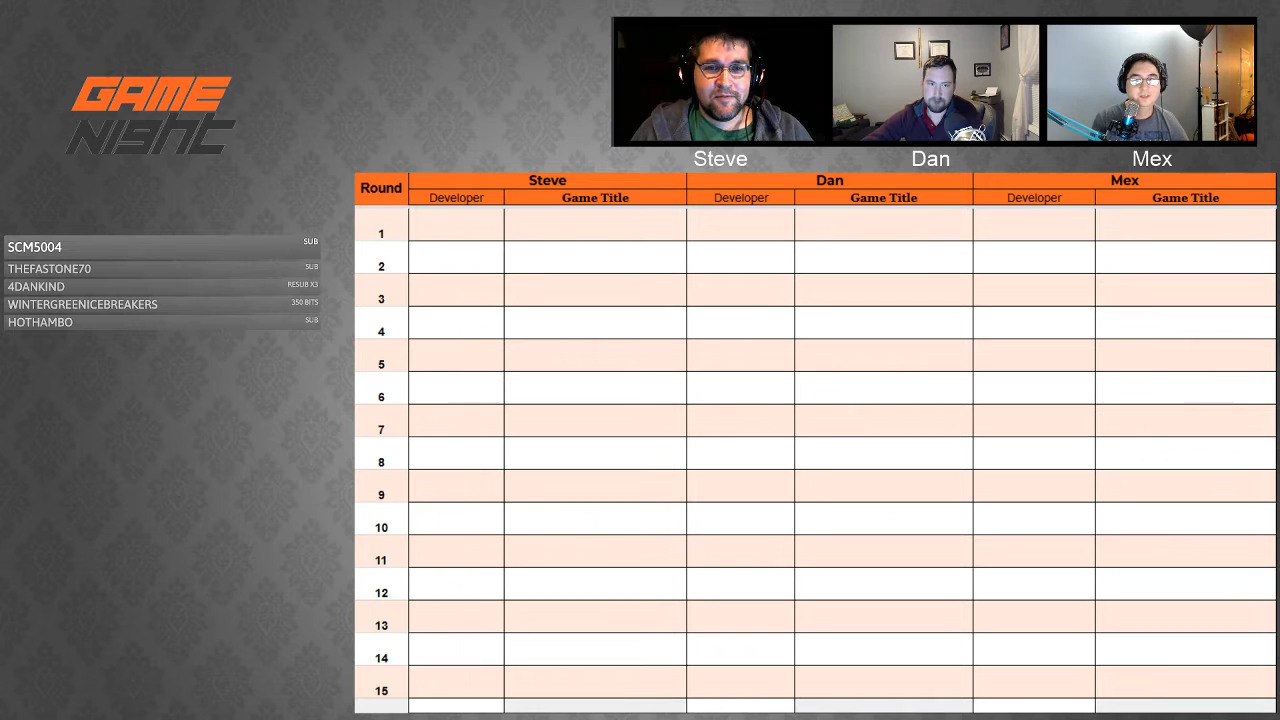 GAME
Night
Steve
Dan
Mex
Round
Steve
Dan
Mex
Developer
Game Title
Developer
Game Title
Developer
Game Title
SCM5004 SUB
THEFASTONE70 SUB
4DANKIND RESUB X3
WINTERGREENICEBREAKERS 350 BITS
HOTHAMBO SUB
1
2
3
4
5
6
7
8
9
10
11
12
13
14
15